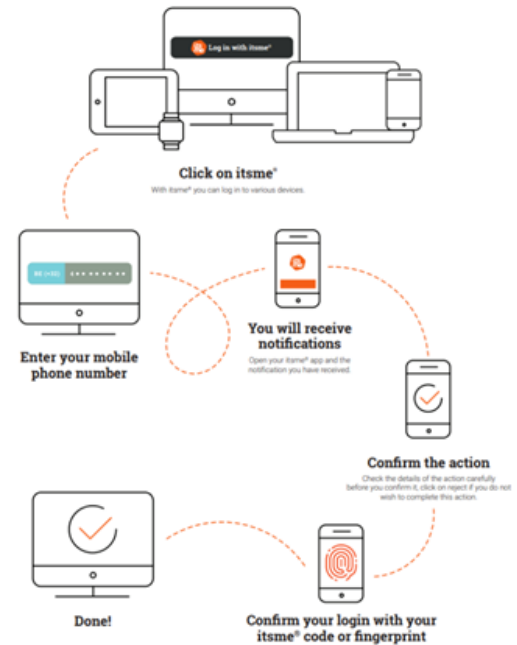 Log in with itsme®
Click on itsme®
With itsme® you can log in to various devices.
Enter your mobile
phone number
You will receive
notifications
Open your itsme® app and the
notification you have received.
Confirm the action
Check the details of the action carefully
before you confirm it, click on reject if you do not
wish to complete this action.
Done!
Confirm your login with your
itsme® code or fingerprint